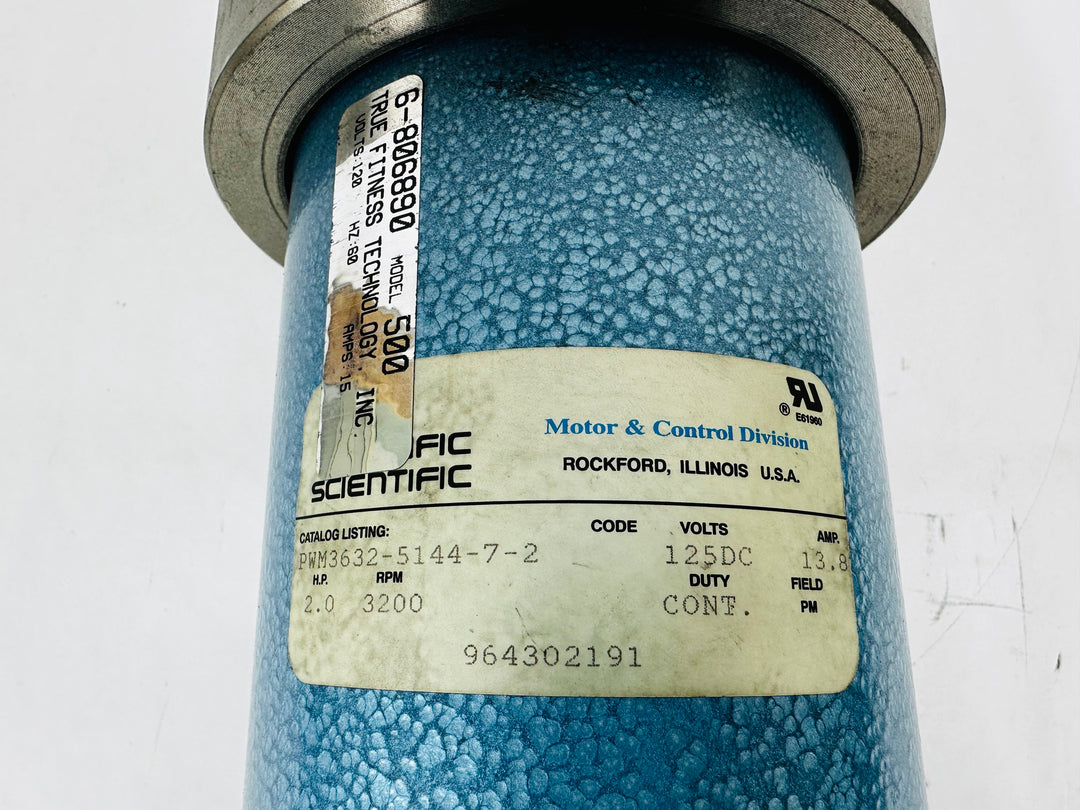 6-806890 MODEL 500
TRUE FITNESS TECHNOLOGY, INC.
VOLTS:120 HZ:60 AMPS:15
RU
® E61960
FIC
SCIENTIFIC
Motor & Control Division
ROCKFORD, ILLINOIS U.S.A.
CATALOG LISTING: CODE VOLTS AMP.
PWM3632-5144-7-2 125DC 13.8
H.P. RPM DUTY FIELD
2.0 3200 CONT. PM
964302191